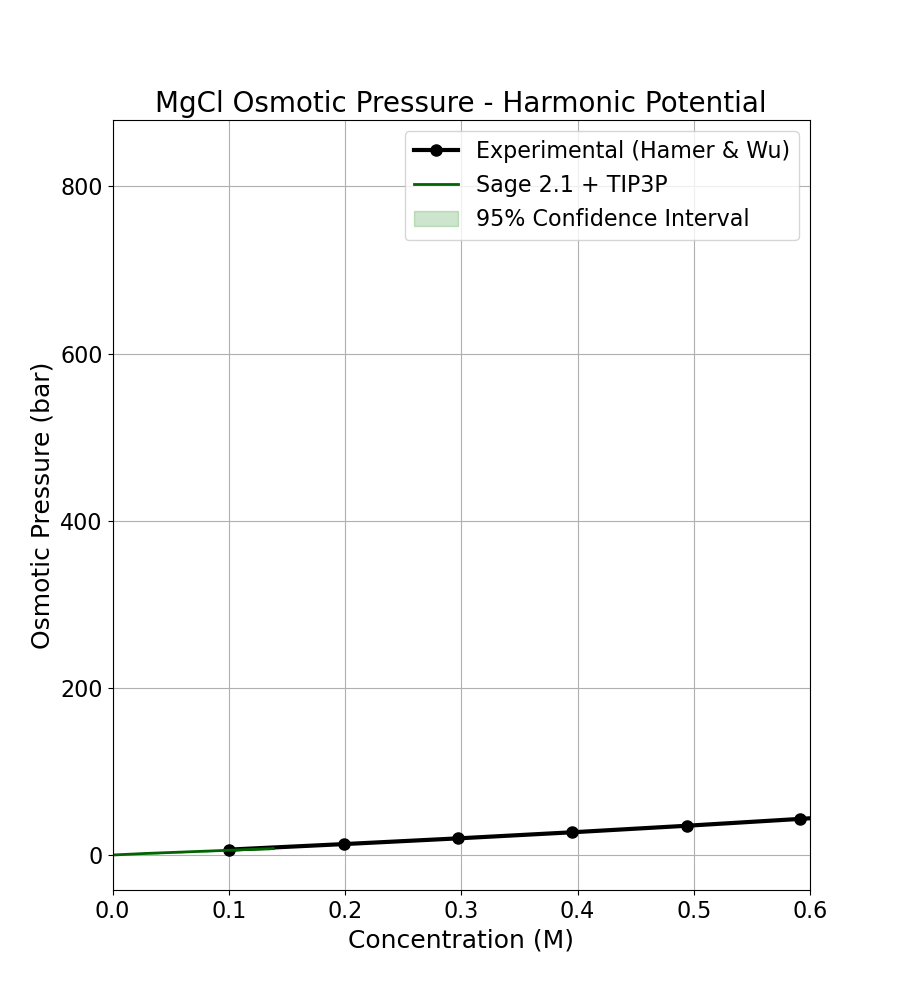 MgCl Osmotic Pressure - Harmonic Potential
Experimental (Hamer & Wu)
Sage 2.1 + TIP3P
95% Confidence Interval
Osmotic Pressure (bar)
800
600
400
200
0
0.0 0.1 0.2 0.3 0.4 0.5 0.6
Concentration (M)